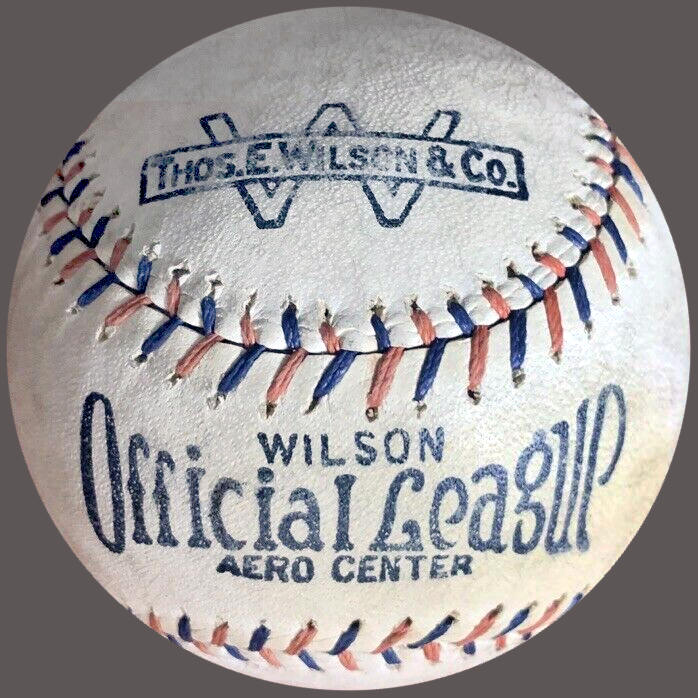 THOS. E. WILSON & CO.
WILSON
Official League
AERO CENTER